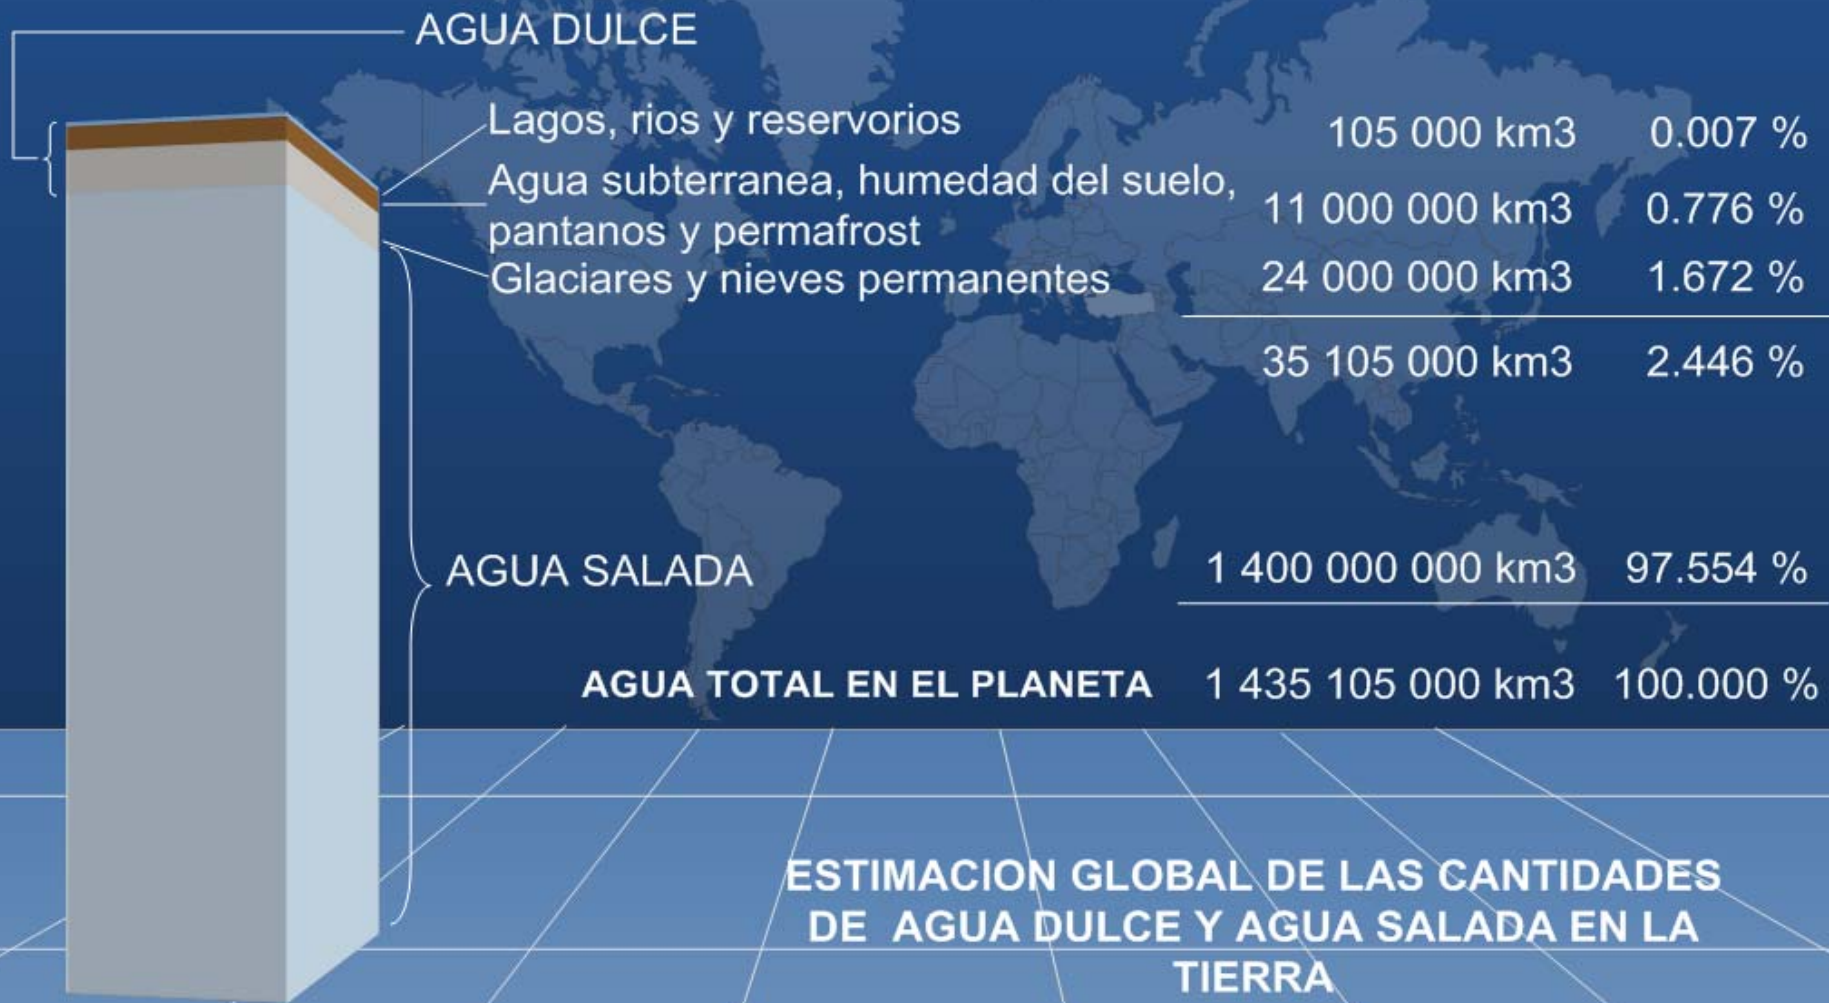 AGUA DULCE
Lagos, rios y reservorios 105 000 km3 0.007 %
Agua subterranea, humedad del suelo,
pantanos y permafrost 11 000 000 km3 0.776 %
Glaciares y nieves permanentes 24 000 000 km3 1.672 %
35 105 000 km3 2.446 %
AGUA SALADA 1 400 000 000 km3 97.554 %
AGUA TOTAL EN EL PLANETA 1 435 105 000 km3 100.000 %
ESTIMACION GLOBAL DE LAS CANTIDADES
DE AGUA DULCE Y AGUA SALADA EN LA
TIERRA